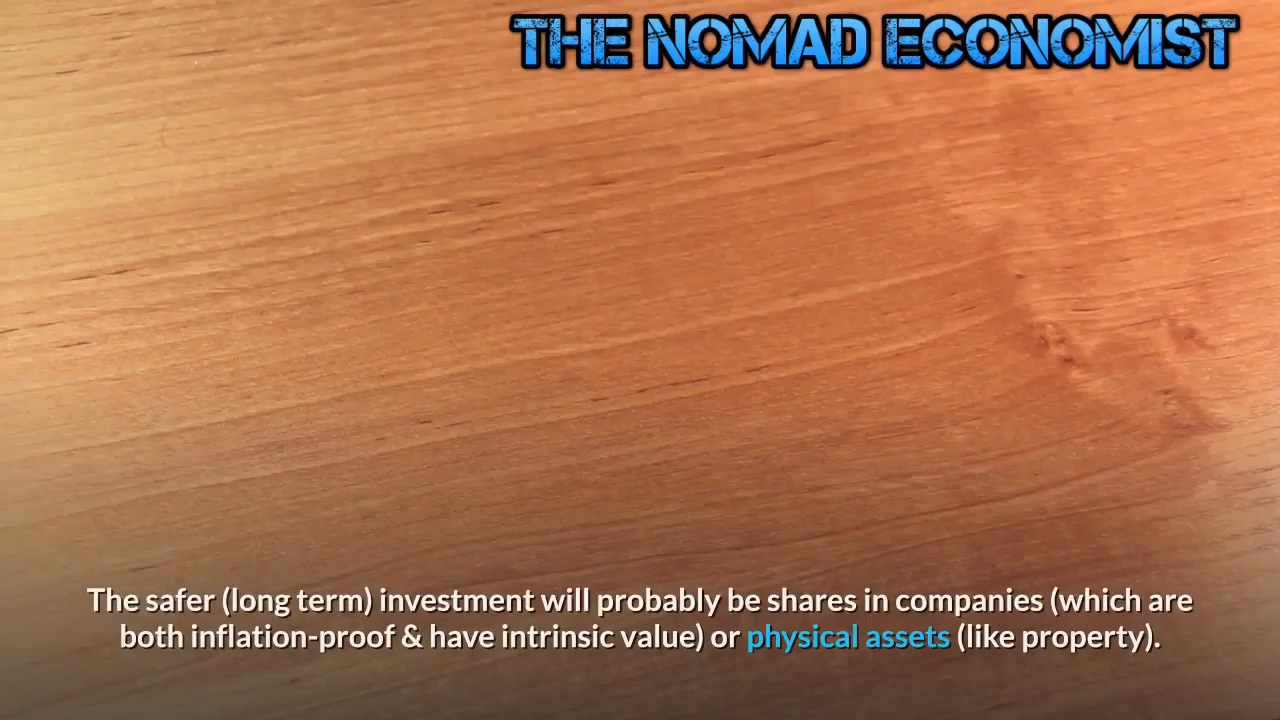 THE NOMAD ECONOMIST
The safer (long term) investment will probably be shares in companies (which are
both inflation-proof & have intrinsic value) or physical assets (like property).